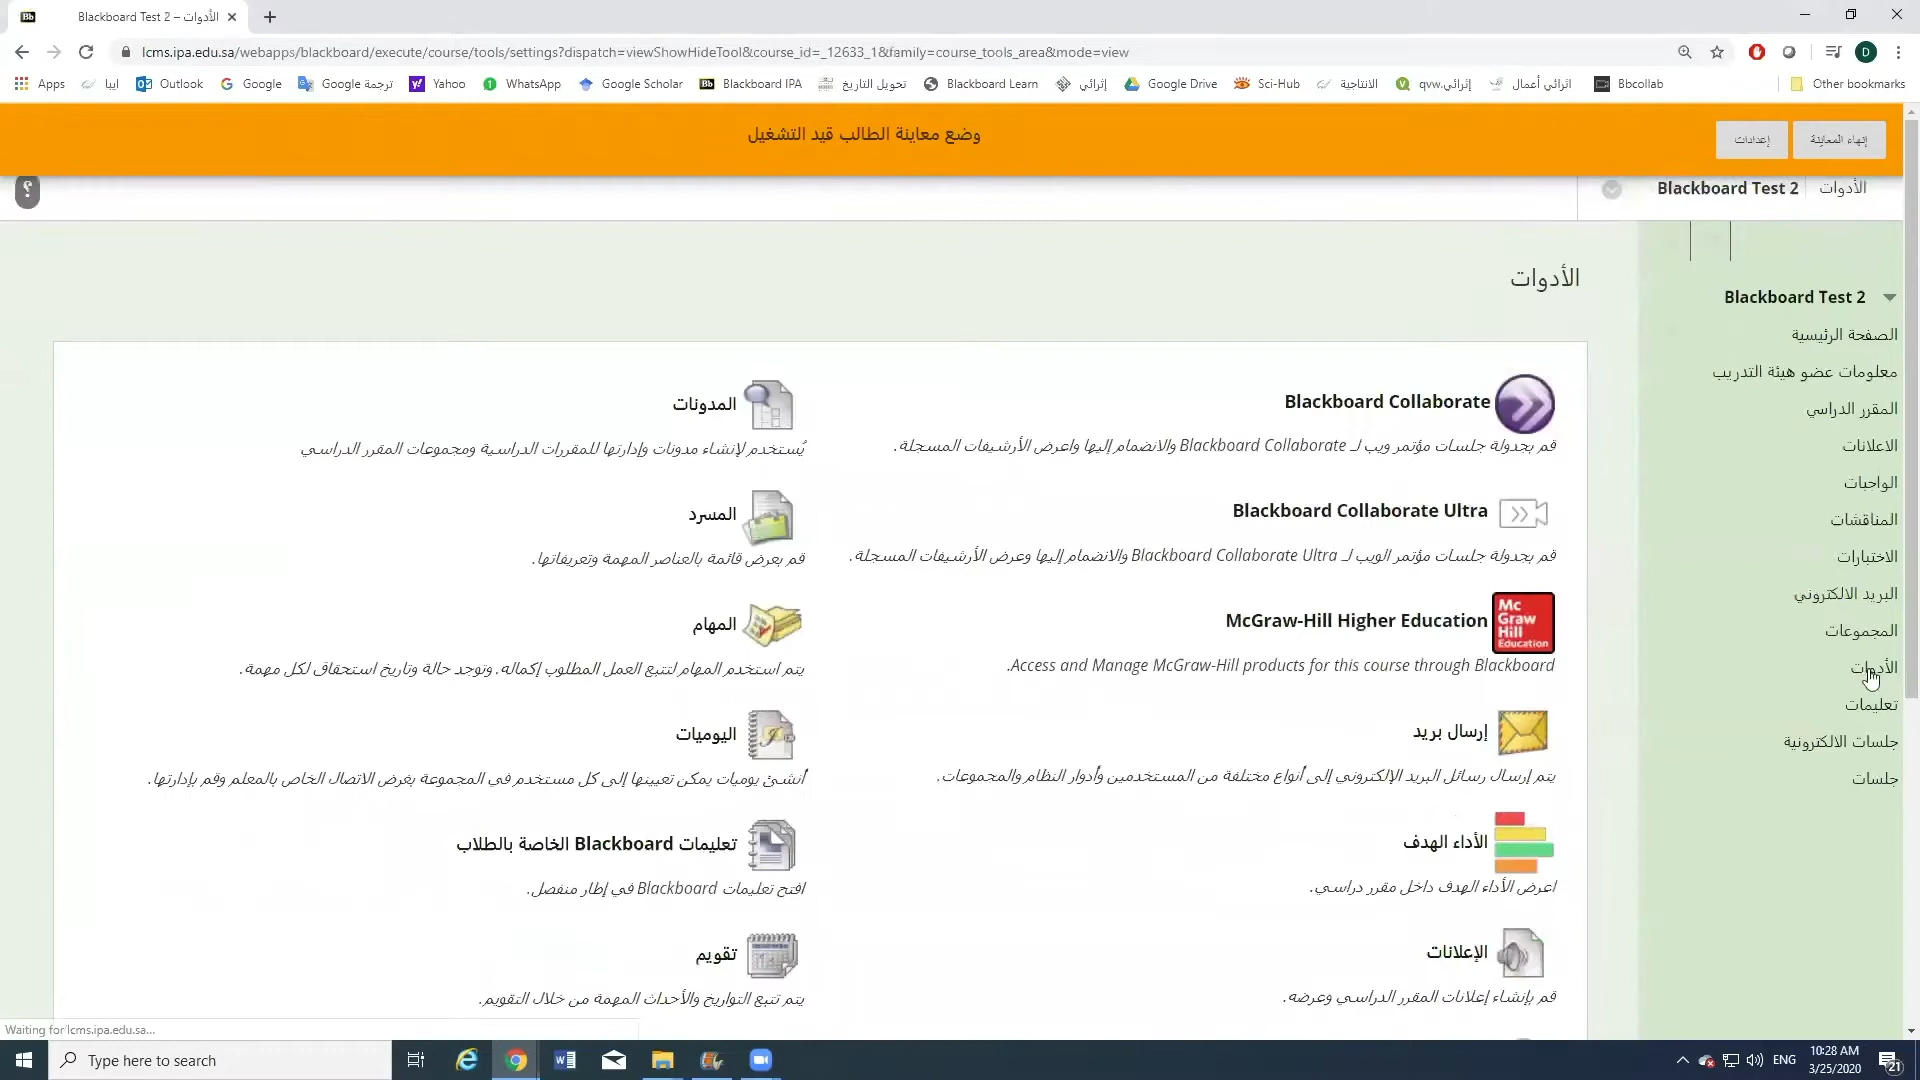 Blackboard Test 2 – الأدوات
lcms.ipa.edu.sa/webapps/blackboard/execute/course/tools/settings?dispatch=viewShowHideTool&course_id=_12633_1&family=course_tools_area&mode=view
D
Apps ايبا Outlook Google ترجمة Google Yahoo WhatsApp Google Scholar Blackboard IPA تحويل التاريخ Blackboard Learn إثرائي Google Drive Sci-Hub الانتاجية إثرائي.qvw اثرائي أعمال Bbcollab Other bookmarks
وضع معاينة الطالب قيد التشغيل
إنهاء المعاينة
إعدادات
؟
Blackboard Test 2 الأدوات
الأدوات
Blackboard Test 2
الصفحة الرئيسية
معلومات عضو هيئة التدريب
المقرر الدراسي
الاعلانات
الواجبات
المناقشات
الاختبارات
البريد الالكتروني
المجموعات
الأدوات
تعليمات
جلسات الالكترونية
جلسات
Blackboard Collaborate
قم بجدولة جلسات مؤتمر ويب لـ Blackboard Collaborate والانضمام إليها واعرض الأرشيفات المسجلة.
Blackboard Collaborate Ultra
قم بجدولة جلسات مؤتمر الويب لـ Blackboard Collaborate Ultra والانضمام إليها وعرض الأرشيفات المسجلة.
Mc
Graw
Hill
Education
McGraw-Hill Higher Education
Access and Manage McGraw-Hill products for this course through Blackboard.
إرسال بريد
يتم إرسال رسائل البريد الإلكتروني إلى أنواع مختلفة من المستخدمين وأدوار النظام والمجموعات.
الأداء الهدف
اعرض الأداء الهدف داخل مقرر دراسي.
الإعلانات
قم بإنشاء إعلانات المقرر الدراسي وعرضه.
المدونات
يُستخدم لإنشاء مدونات وإدارتها للمقررات الدراسية ومجموعات المقرر الدراسي
المسرد
قم بعرض قائمة بالعناصر المهمة وتعريفاتها.
المهام
يتم استخدم المهام لتتبع العمل المطلوب إكماله. وتوجد حالة وتاريخ استحقاق لكل مهمة.
اليوميات
أنشئ يوميات يمكن تعيينها إلى كل مستخدم في المجموعة بغرض الاتصال الخاص بالمعلم وقم بإدارتها.
تعليمات Blackboard الخاصة بالطلاب
افتح تعليمات Blackboard في إطار منفصل.
تقويم
يتم تتبع التواريخ والأحداث المهمة من خلال التقويم.
Waiting for lcms.ipa.edu.sa...
Type here to search
ENG
10:28 AM
3/25/2020
21